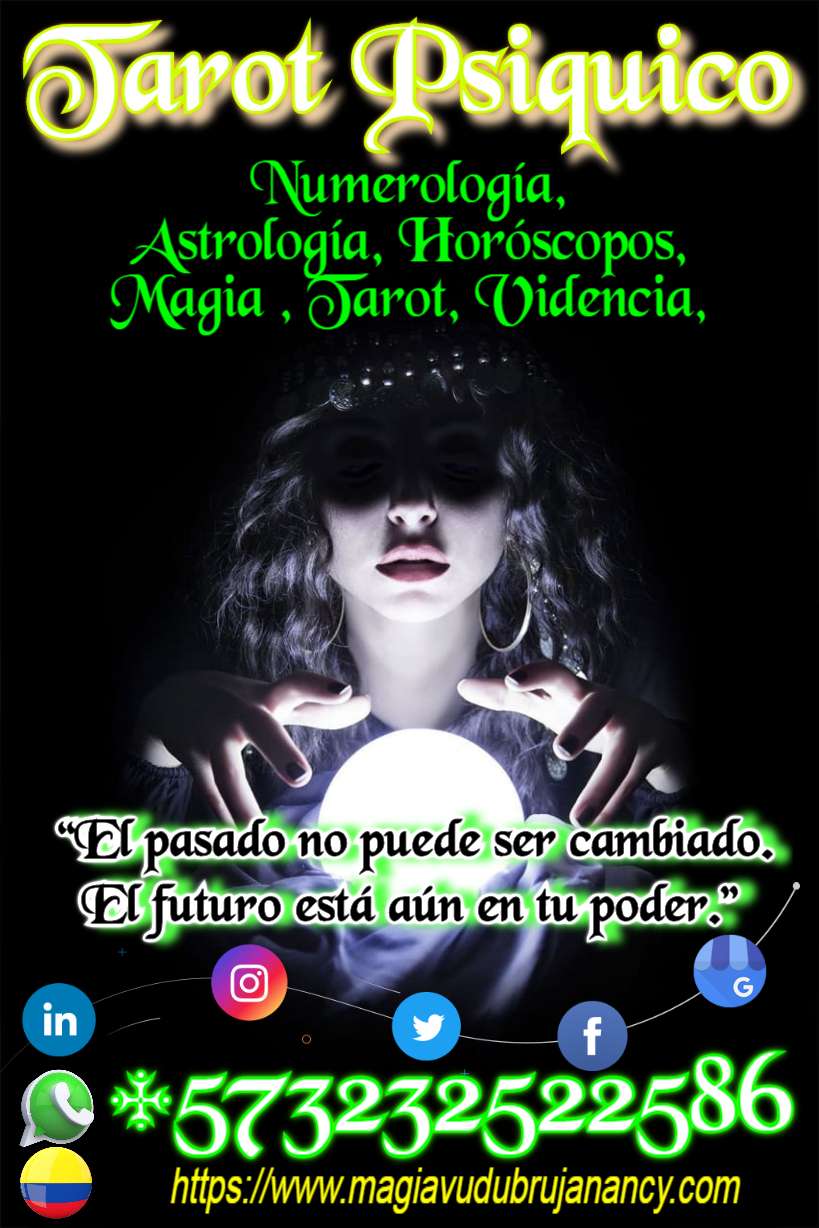 Tarot Psiquico
Numerología,
Astrología, Horóscopos,
Magia , Tarot, Videncia,
“El pasado no puede ser cambiado.
El futuro está aún en tu poder.”
in
G
f
+573232522586
https://www.magiavudubrujanancy.com